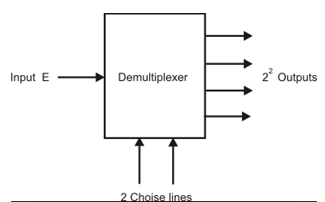 Input E
Demultiplexer
2² Outputs
2 Choise lines